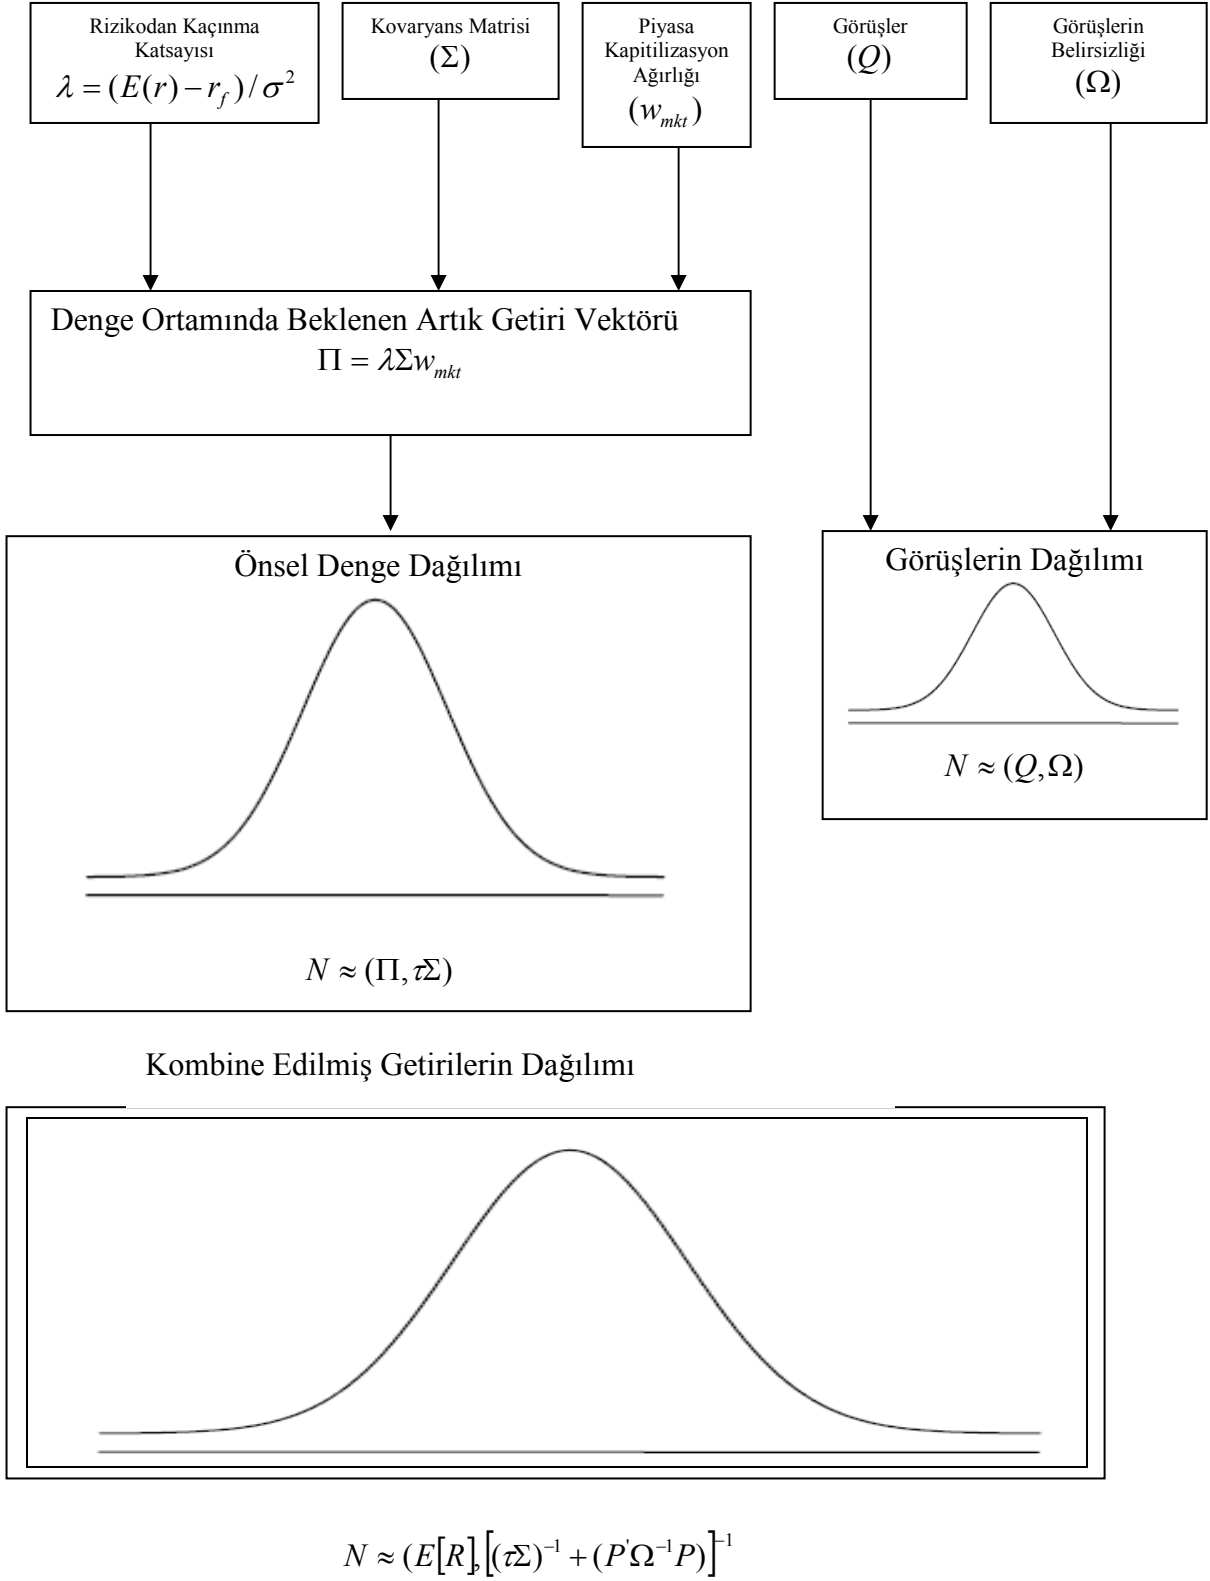 Rizikodan Kaçınma
Katsayısı
λ = (E(r) − r_f) / σ²
Kovaryans Matrisi
(Σ)
Piyasa
Kapitilizasyon
Ağırlığı
(w_mkt)
Görüşler
(Q)
Görüşlerin
Belirsizliği
(Ω)
Denge Ortamında Beklenen Artık Getiri Vektörü
Π = λΣw_mkt
Önsel Denge Dağılımı
N ≈ (Π, τΣ)
Görüşlerin Dağılımı
N ≈ (Q, Ω)
Kombine Edilmiş Getirilerin Dağılımı
N ≈ (E[R], [(τΣ)⁻¹ + (P'Ω⁻¹P)]⁻¹